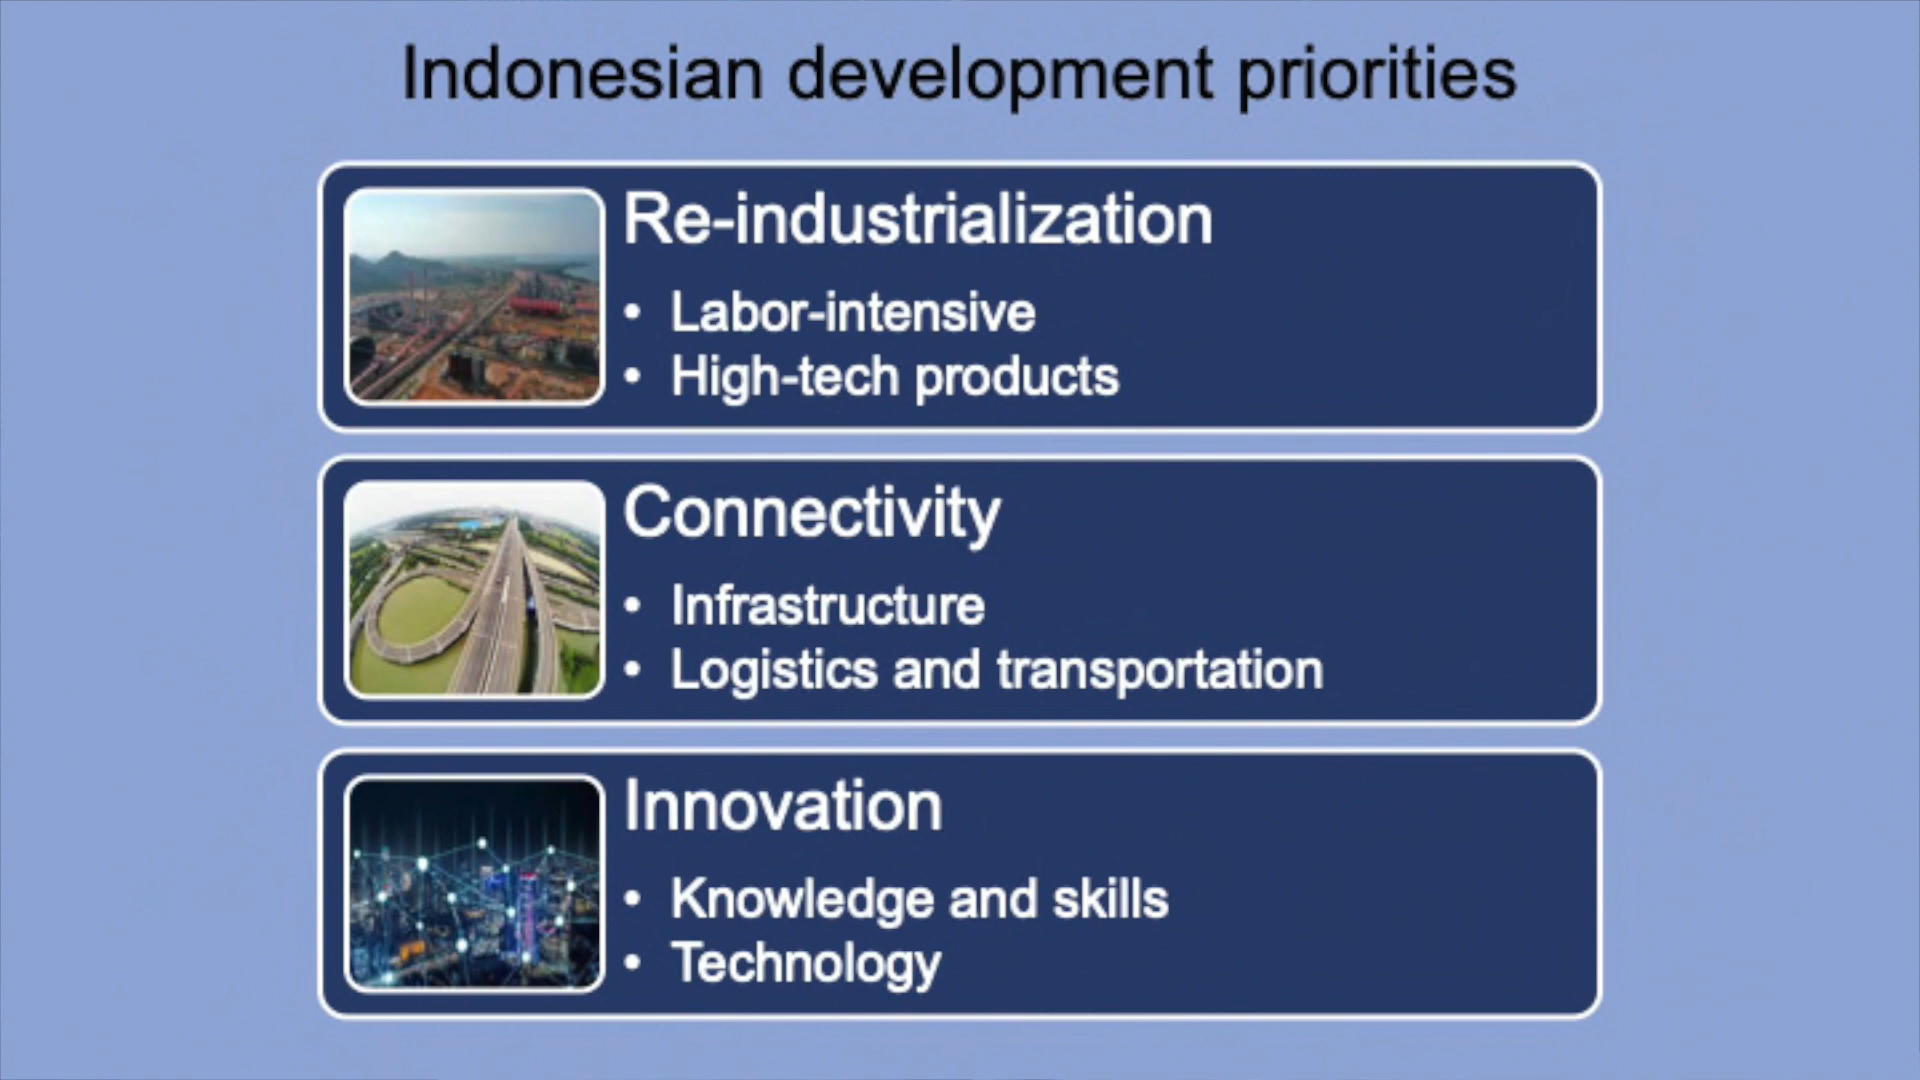 Indonesian development priorities
Re-industrialization
• Labor-intensive
• High-tech products
Connectivity
• Infrastructure
• Logistics and transportation
Innovation
• Knowledge and skills
• Technology